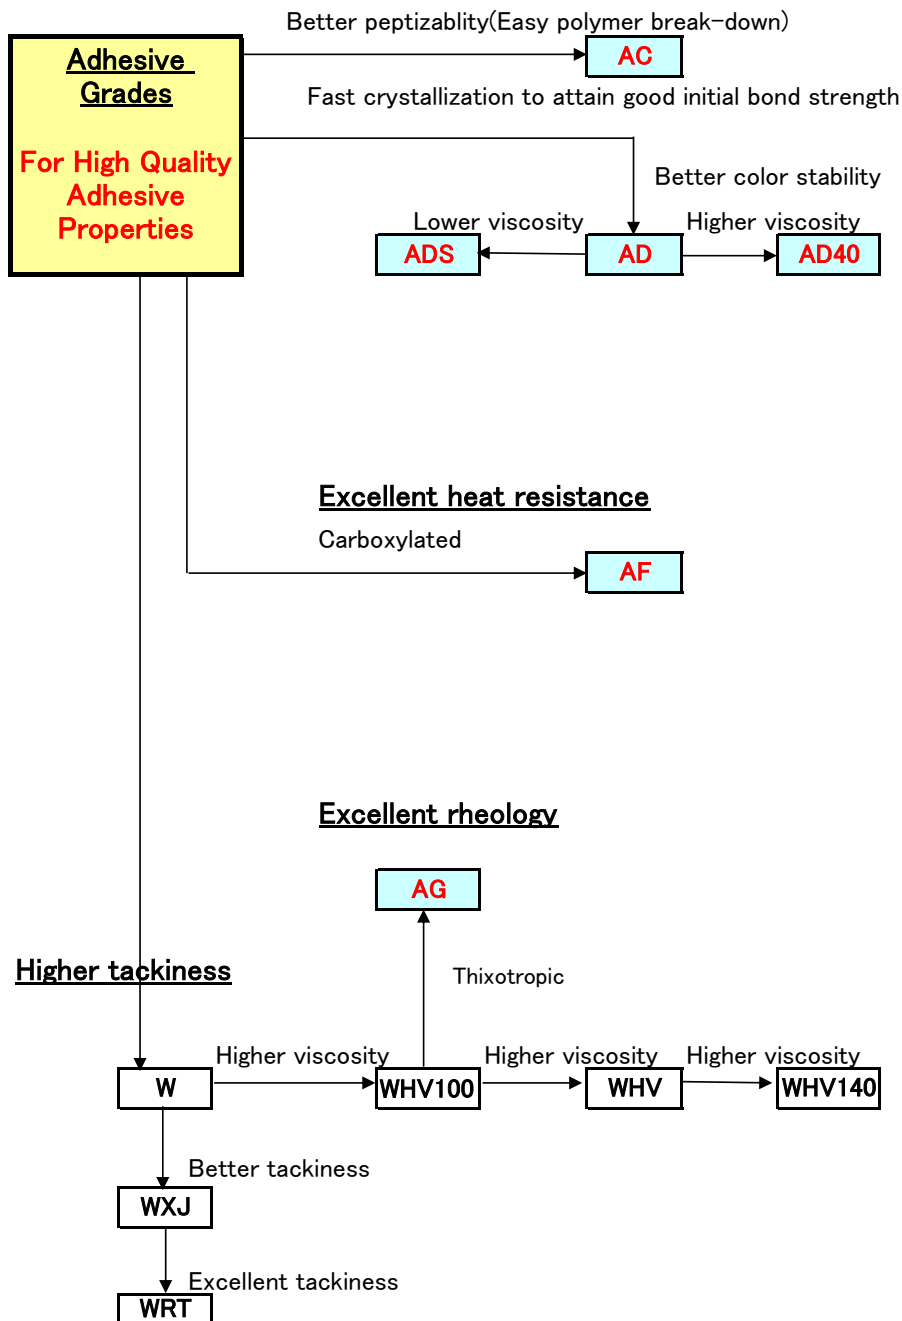 Better peptizablity(Easy polymer break-down)
Adhesive
Grades
For High Quality
Adhesive
Properties
AC
Fast crystallization to attain good initial bond strength
Better color stability
Lower viscosity
Higher viscosity
ADS
AD
AD40
Excellent heat resistance
Carboxylated
AF
Excellent rheology
AG
Higher tackiness
Thixotropic
Higher viscosity
Higher viscosity
Higher viscosity
W
WHV100
WHV
WHV140
Better tackiness
WXJ
Excellent tackiness
WRT